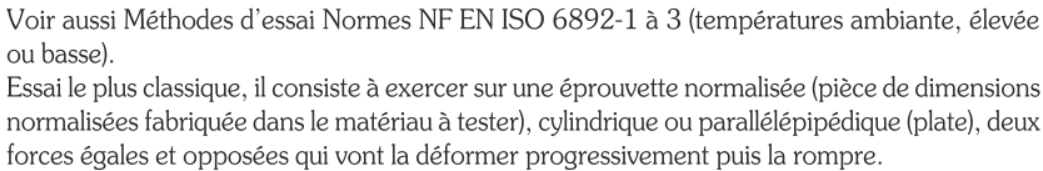 Voir aussi Méthodes d'essai Normes NF EN ISO 6892-1 à 3 (températures ambiante, élevée
ou basse).
Essai le plus classique, il consiste à exercer sur une éprouvette normalisée (pièce de dimensions
normalisées fabriquée dans le matériau à tester), cylindrique ou parallélépipédique (plate), deux
forces égales et opposées qui vont la déformer progressivement puis la rompre.